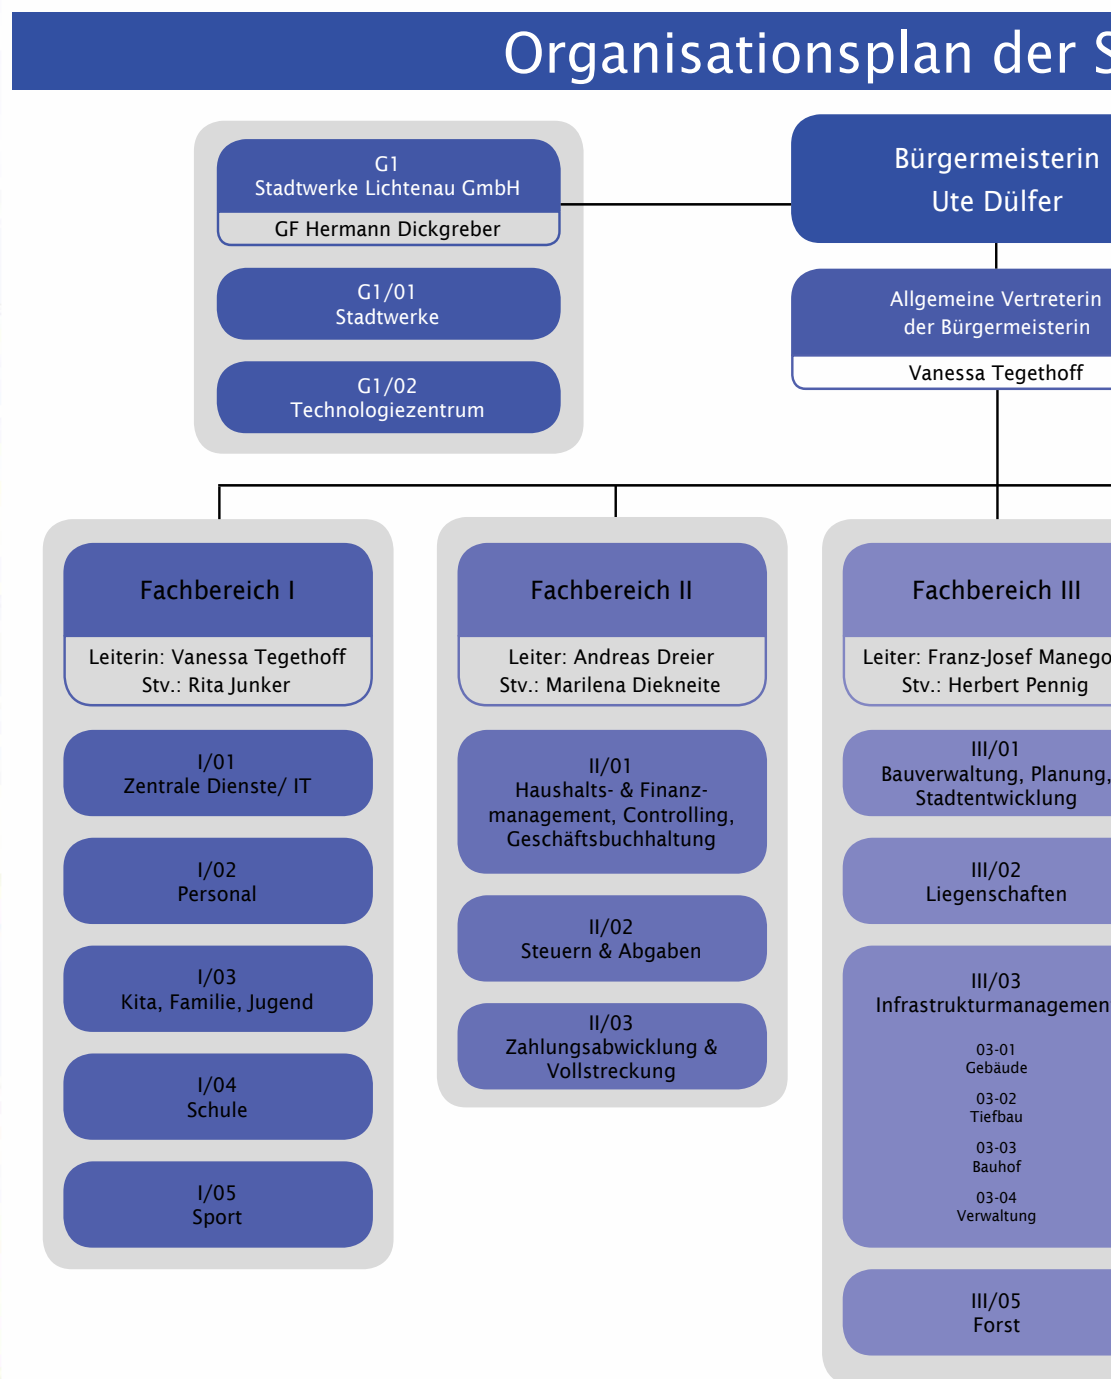 Organisationsplan der S
G1
Stadtwerke Lichtenau GmbH
GF Hermann Dickgreber
G1/01
Stadtwerke
G1/02
Technologiezentrum
Bürgermeisterin
Ute Dülfer
Allgemeine Vertreterin
der Bürgermeisterin
Vanessa Tegethoff
Fachbereich I
Leiterin: Vanessa Tegethoff
Stv.: Rita Junker
I/01
Zentrale Dienste/ IT
I/02
Personal
I/03
Kita, Familie, Jugend
I/04
Schule
I/05
Sport
Fachbereich II
Leiter: Andreas Dreier
Stv.: Marilena Diekneite
II/01
Haushalts- & Finanz-
management, Controlling,
Geschäftsbuchhaltung
II/02
Steuern & Abgaben
II/03
Zahlungsabwicklung &
Vollstreckung
Fachbereich III
Leiter: Franz-Josef Manego
Stv.: Herbert Pennig
III/01
Bauverwaltung, Planung,
Stadtentwicklung
III/02
Liegenschaften
III/03
Infrastrukturmanagemen
03-01
Gebäude
03-02
Tiefbau
03-03
Bauhof
03-04
Verwaltung
III/05
Forst